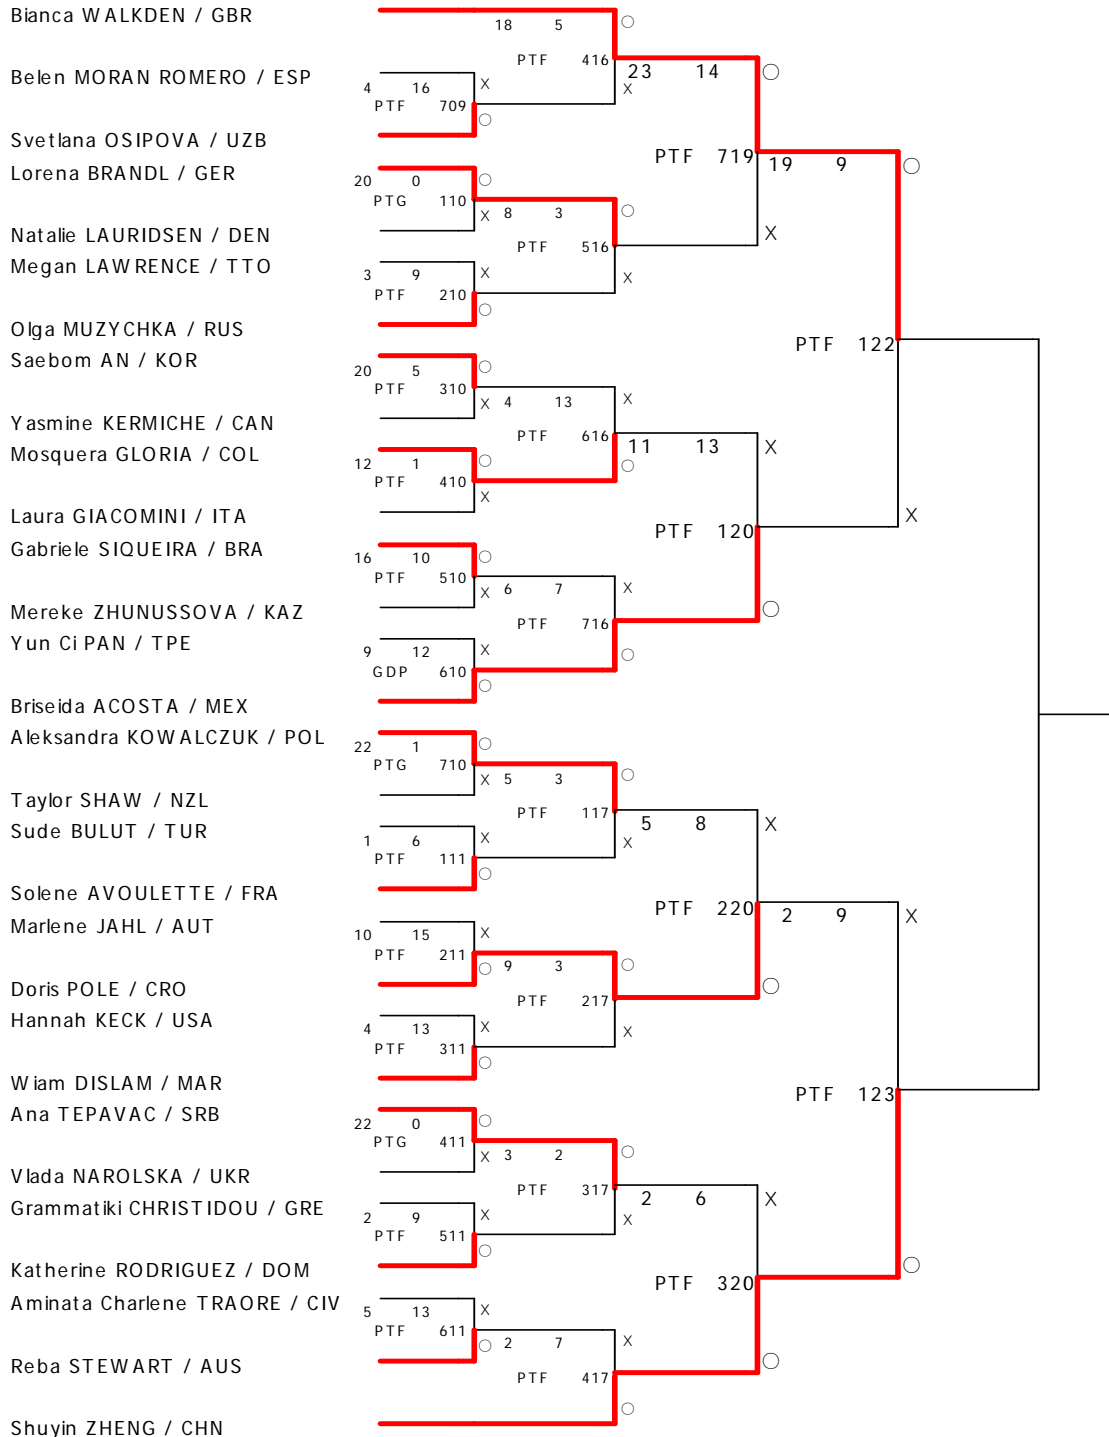 Bianca WALKDEN / GBR
18 5
PTF 416
23 14
Belen MORAN ROMERO / ESP
4 16
PTF 709
X
X
Svetlana OSIPOVA / UZB
PTF 719
19 9
Lorena BRANDL / GER
20 0
PTG 110
X
8 3
Natalie LAURIDSEN / DEN
PTF 516
X
Megan LAWRENCE / TTO
3 9
PTF 210
X
X
Olga MUZYCHKA / RUS
PTF 122
Saebom AN / KOR
20 5
PTF 310
X
4 13
X
Yasmine KERMICHE / CAN
PTF 616
11 13
X
Mosquera GLORIA / COL
12 1
PTF 410
X
Laura GIACOMINI / ITA
X
PTF 120
Gabriele SIQUEIRA / BRA
16 10
PTF 510
X
6 7
X
Mereke ZHUNUSSOVA / KAZ
PTF 716
Yun Ci PAN / TPE
9 12
GDP 610
X
Briseida ACOSTA / MEX
Aleksandra KOWALCZUK / POL
22 1
PTG 710
X
5 3
Taylor SHAW / NZL
PTF 117
5 8
X
Sude BULUT / TUR
1 6
PTF 111
X
X
Solene AVOULETTE / FRA
PTF 220
2 9
X
Marlene JAHL / AUT
10 15
PTF 211
X
9 3
Doris POLE / CRO
PTF 217
Hannah KECK / USA
4 13
PTF 311
X
X
Wiam DISLAM / MAR
PTF 123
Ana TEPAVAC / SRB
22 0
PTG 411
X
3 2
Vlada NAROLSKA / UKR
PTF 317
2 6
X
Grammatiki CHRISTIDOU / GRE
2 9
PTF 511
X
X
Katherine RODRIGUEZ / DOM
PTF 320
Aminata Charlene TRAORE / CIV
5 13
PTF 611
X
2 7
X
Reba STEWART / AUS
PTF 417
Shuyin ZHENG / CHN